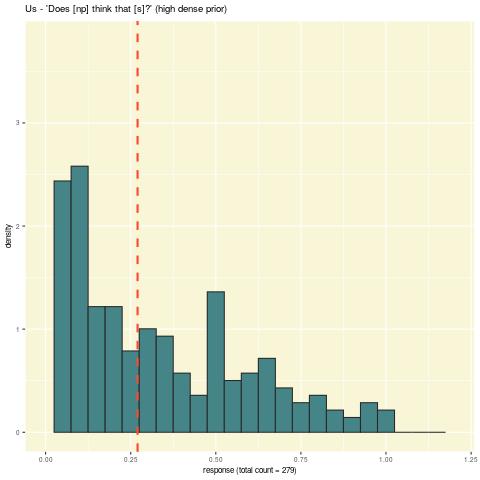 Us - 'Does [np] think that [s]?' (high dense prior)
density
3
2
1
0
0.00 0.25 0.50 0.75 1.00 1.25
response (total count = 279)